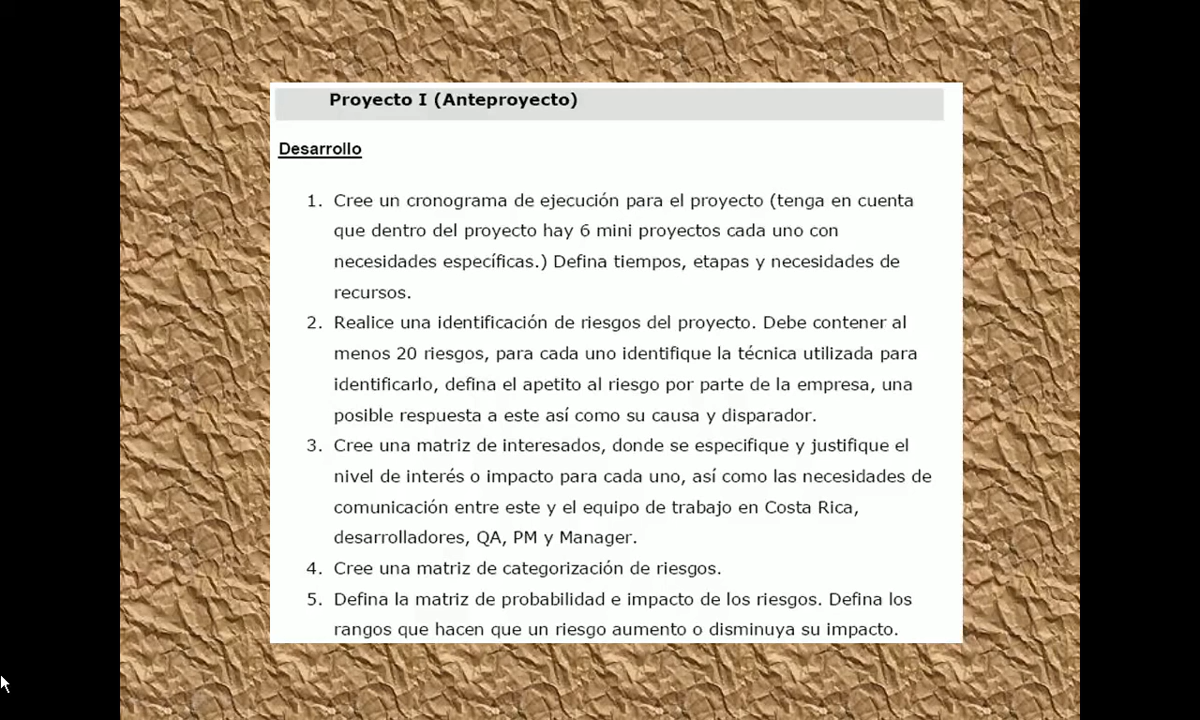 Proyecto I (Anteproyecto)
Desarrollo
1. Cree un cronograma de ejecución para el proyecto (tenga en cuenta
que dentro del proyecto hay 6 mini proyectos cada uno con
necesidades específicas.) Defina tiempos, etapas y necesidades de
recursos.
2. Realice una identificación de riesgos del proyecto. Debe contener al
menos 20 riesgos, para cada uno identifique la técnica utilizada para
identificarlo, defina el apetito al riesgo por parte de la empresa, una
posible respuesta a este así como su causa y disparador.
3. Cree una matriz de interesados, donde se especifique y justifique el
nivel de interés o impacto para cada uno, así como las necesidades de
comunicación entre este y el equipo de trabajo en Costa Rica,
desarrolladores, QA, PM y Manager.
4. Cree una matriz de categorización de riesgos.
5. Defina la matriz de probabilidad e impacto de los riesgos. Defina los
rangos que hacen que un riesgo aumento o disminuya su impacto.